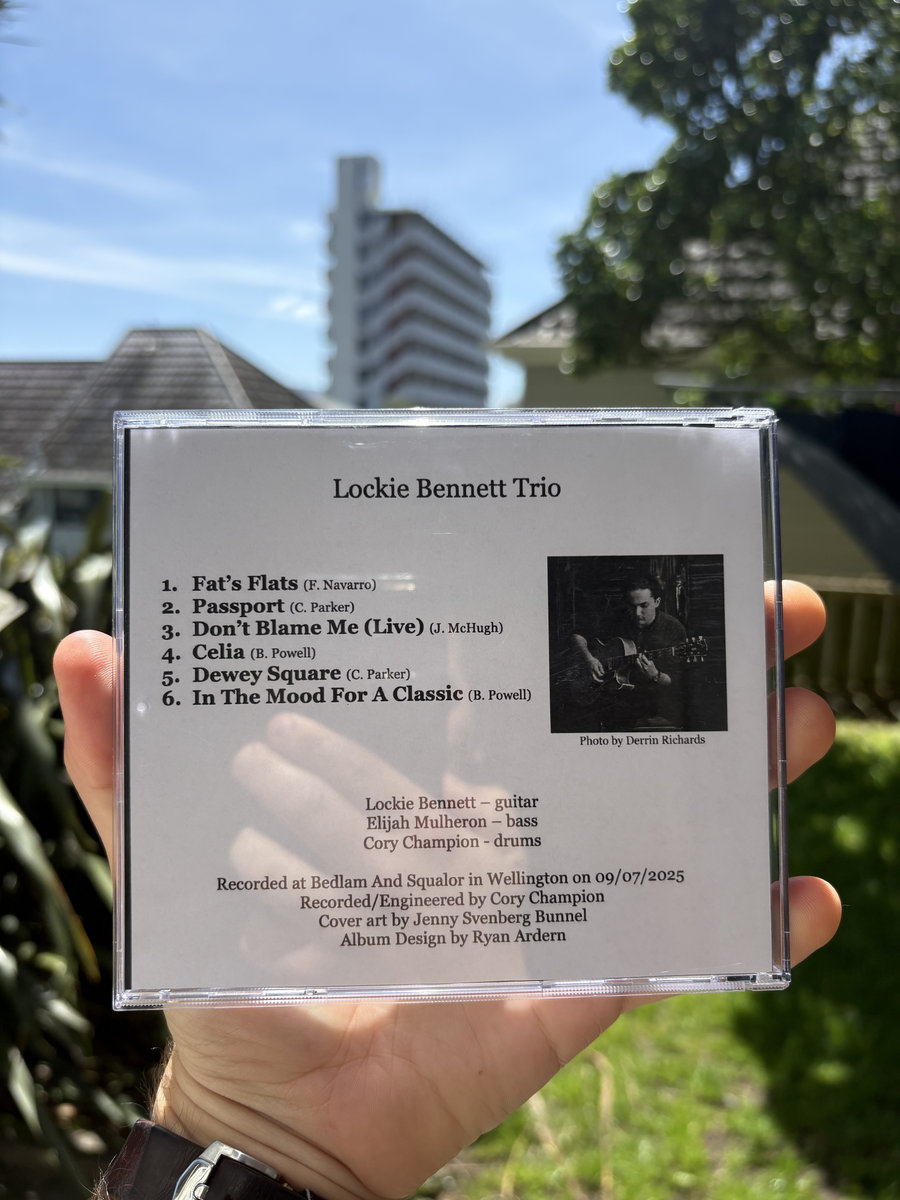 Lockie Bennett Trio
1. Fat's Flats (F. Navarro)
2. Passport (C. Parker)
3. Don't Blame Me (Live) (J. McHugh)
4. Celia (B. Powell)
5. Dewey Square (C. Parker)
6. In The Mood For A Classic (B. Powell)
Photo by Derrin Richards
Lockie Bennett – guitar
Elijah Mulheron – bass
Cory Champion - drums
Recorded at Bedlam And Squalor in Wellington on 09/07/2025
Recorded/Engineered by Cory Champion
Cover art by Jenny Svenberg Bunnel
Album Design by Ryan Ardern